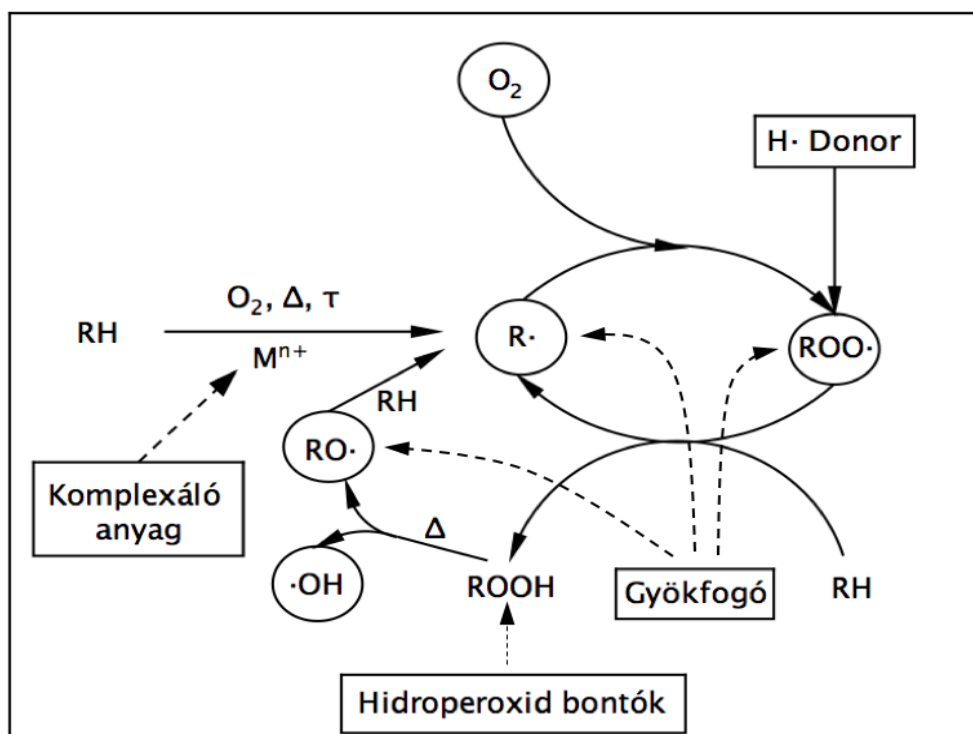 O₂
H· Donor
O₂, Δ, τ
RH
Mⁿ⁺
R·
ROO·
RH
RO·
Komplexáló
anyag
Δ
·OH
ROOH
Gyökfogó
RH
Hidroperoxid bontók